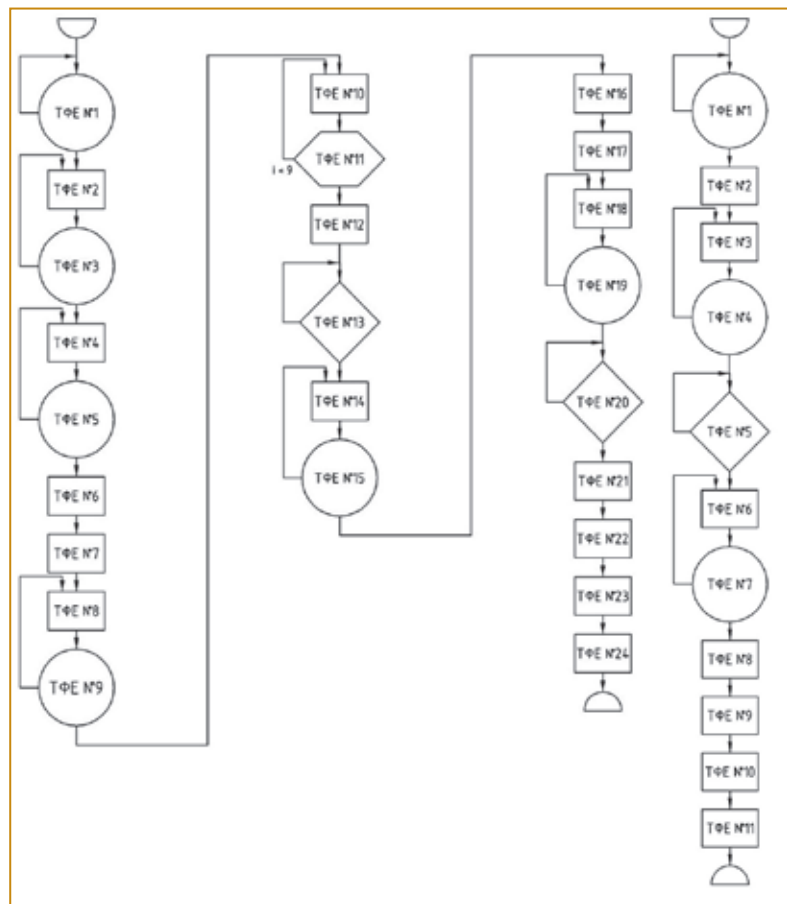 ТФЕ №1
ТФЕ №2
ТФЕ №3
ТФЕ №4
ТФЕ №5
ТФЕ №6
ТФЕ №7
ТФЕ №8
ТФЕ №9
ТФЕ №10
ТФЕ №11
i < 9
ТФЕ №12
ТФЕ №13
ТФЕ №14
ТФЕ №15
ТФЕ №16
ТФЕ №17
ТФЕ №18
ТФЕ №19
ТФЕ №20
ТФЕ №21
ТФЕ №22
ТФЕ №23
ТФЕ №24
ТФЕ №1
ТФЕ №2
ТФЕ №3
ТФЕ №4
ТФЕ №5
ТФЕ №6
ТФЕ №7
ТФЕ №8
ТФЕ №9
ТФЕ №10
ТФЕ №11